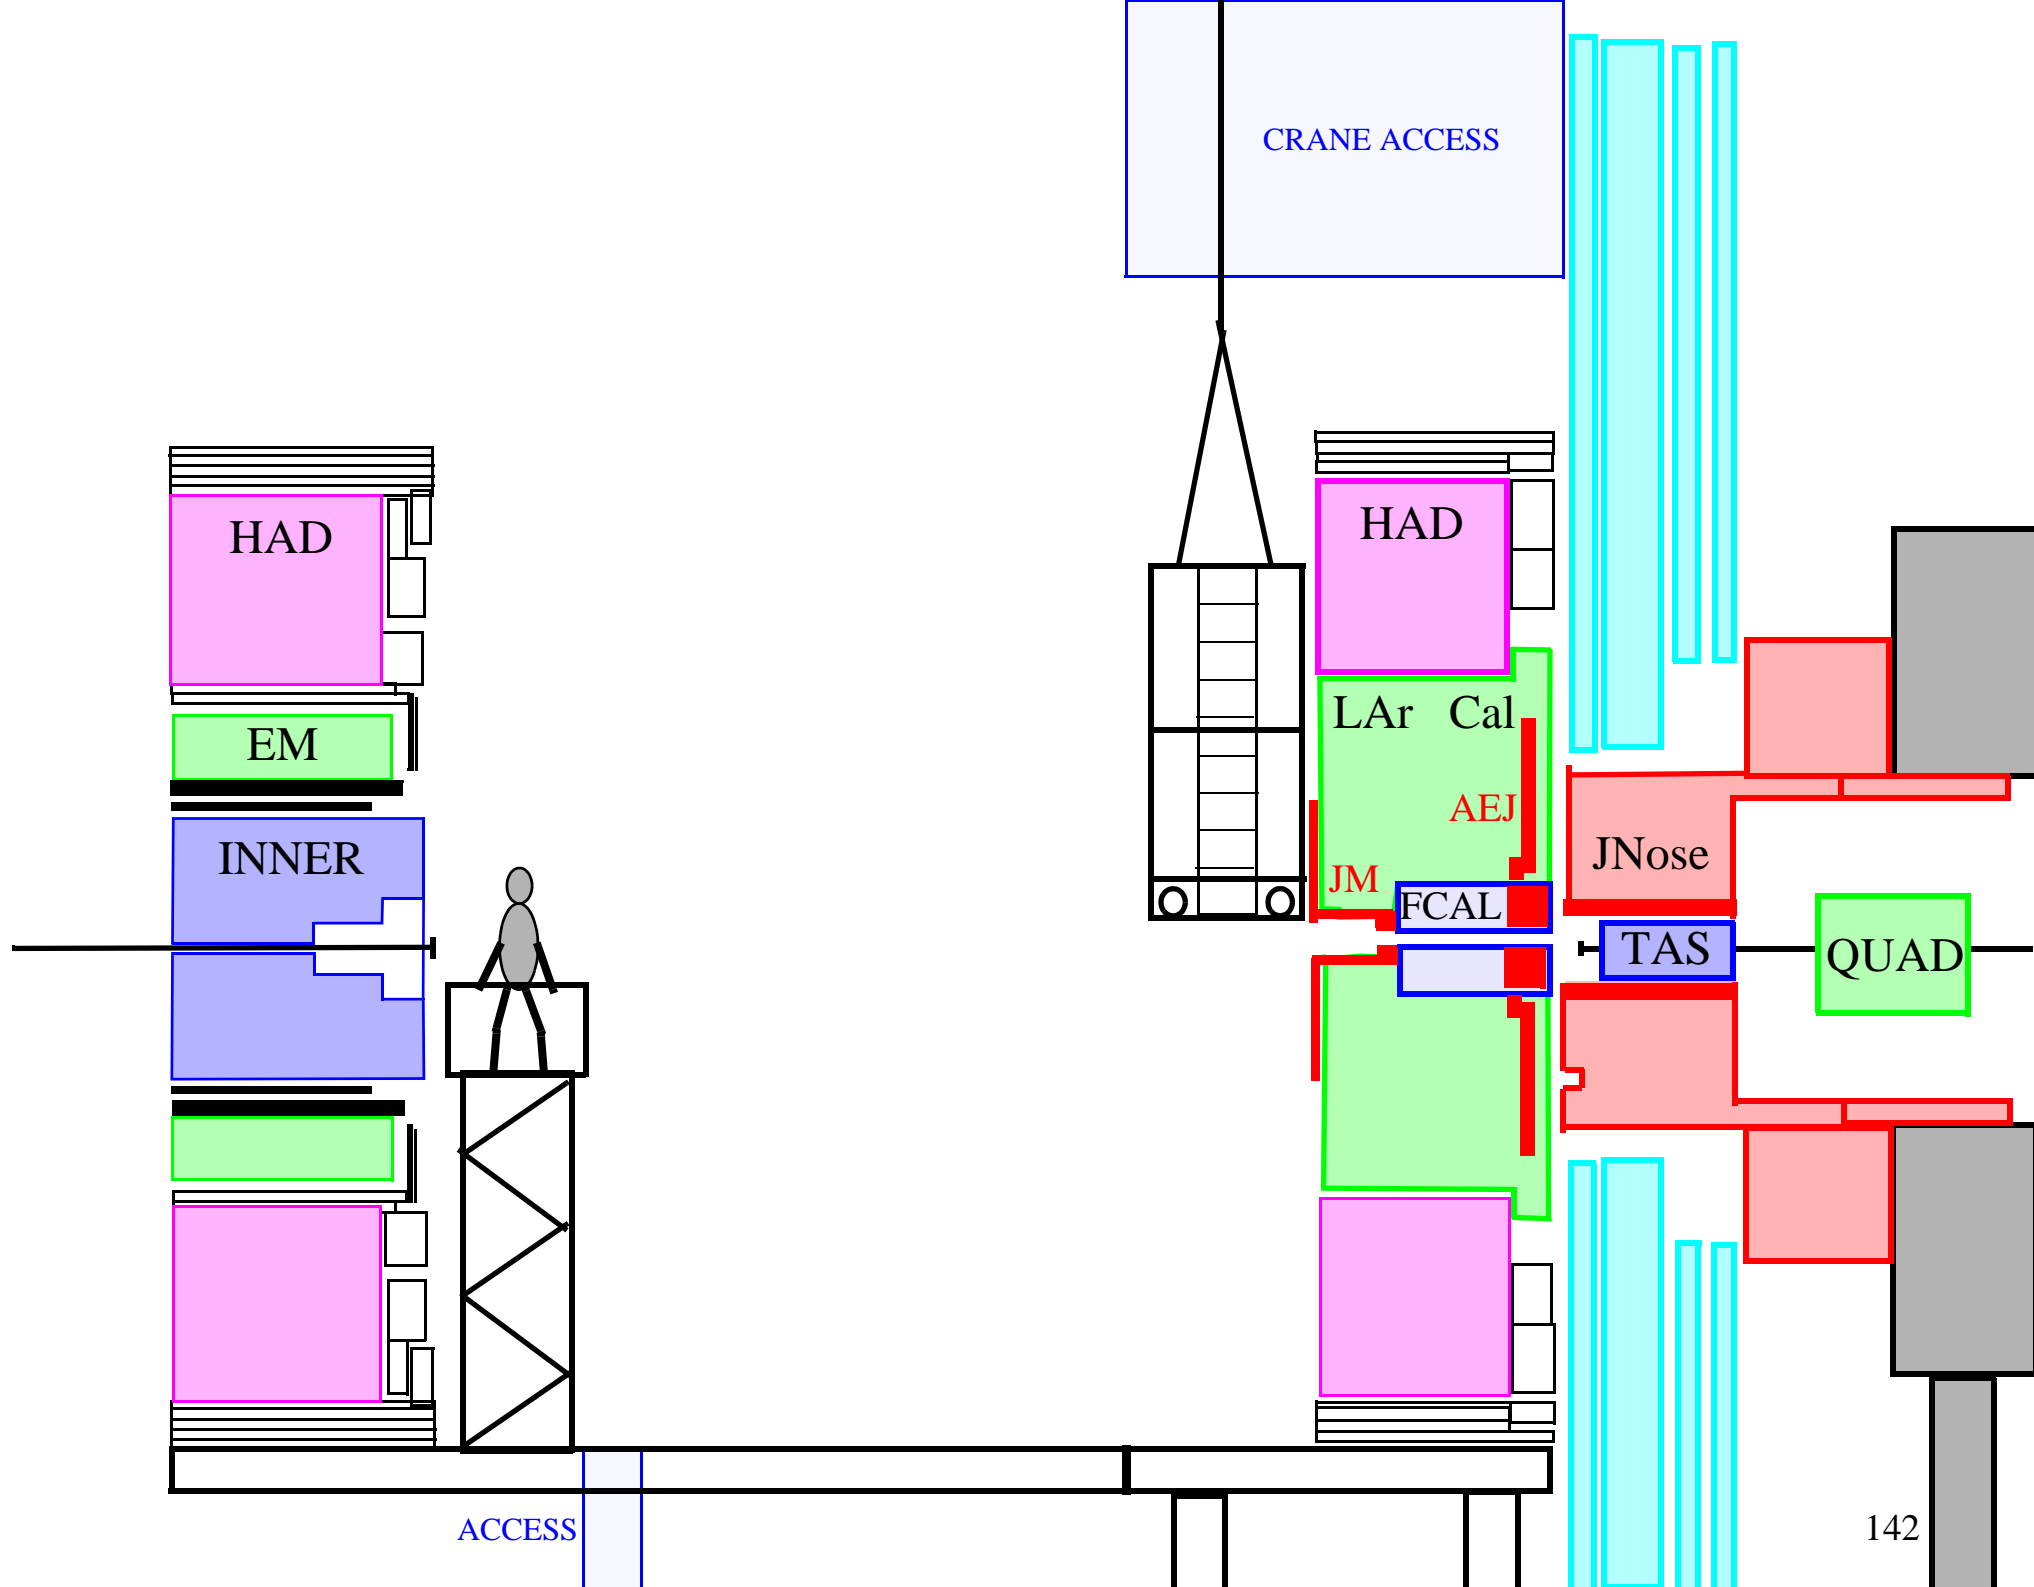 CRANE ACCESS
HAD
HAD
LAr Cal
EM
AEJ
JNose
INNER
JM
FCAL
TAS
QUAD
ACCESS
142